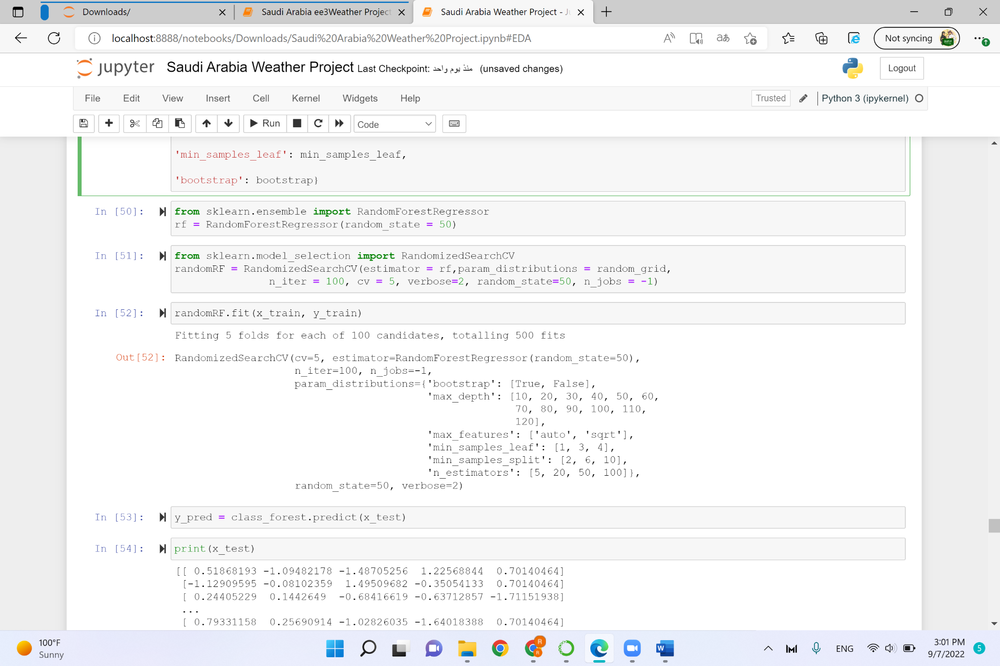 Downloads/
Saudi Arabia ee3Weather Project
Saudi Arabia Weather Project - Ju
localhost:8888/notebooks/Downloads/Saudi%20Arabia%20Weather%20Project.ipynb#EDA
Not syncing
jupyter Saudi Arabia Weather Project Last Checkpoint: منذ يوم واحد (unsaved changes)
Logout
File Edit View Insert Cell Kernel Widgets Help
Trusted Python 3 (ipykernel)
Run Code
'min_samples_leaf': min_samples_leaf,
'bootstrap': bootstrap}
In [50]: from sklearn.ensemble import RandomForestRegressor
rf = RandomForestRegressor(random_state = 50)
In [51]: from sklearn.model_selection import RandomizedSearchCV
randomRF = RandomizedSearchCV(estimator = rf,param_distributions = random_grid,
n_iter = 100, cv = 5, verbose=2, random_state=50, n_jobs = -1)
In [52]: randomRF.fit(x_train, y_train)
Fitting 5 folds for each of 100 candidates, totalling 500 fits
Out[52]: RandomizedSearchCV(cv=5, estimator=RandomForestRegressor(random_state=50),
n_iter=100, n_jobs=-1,
param_distributions={'bootstrap': [True, False],
'max_depth': [10, 20, 30, 40, 50, 60,
70, 80, 90, 100, 110,
120],
'max_features': ['auto', 'sqrt'],
'min_samples_leaf': [1, 3, 4],
'min_samples_split': [2, 6, 10],
'n_estimators': [5, 20, 50, 100]},
random_state=50, verbose=2)
In [53]: y_pred = class_forest.predict(x_test)
In [54]: print(x_test)
[[ 0.51868193 -1.09482178 -1.48705256 1.22568844 0.70140464]
[-1.12909595 -0.08102359 1.49509682 -0.35054133 0.70140464]
[ 0.24405229 0.1442649 -0.68416619 -0.63712857 -1.71151938]
...
[ 0.79331158 0.25690914 -1.02826035 -1.64018388 0.70140464]
100°F
Sunny
ENG
3:01 PM
9/7/2022
5